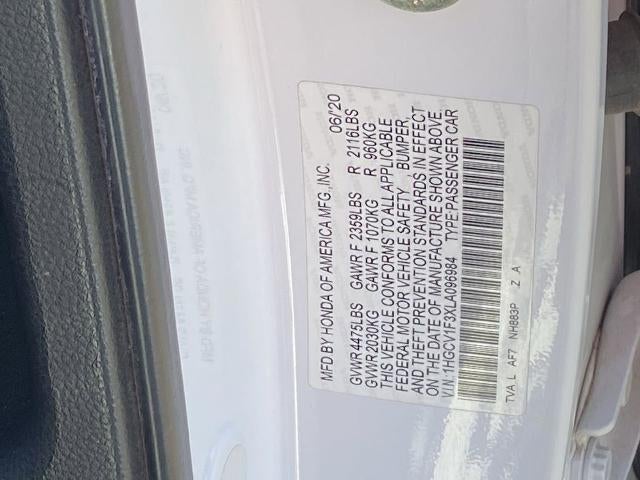 MFD BY HONDA OF AMERICA MFG., INC. 06/20
GVWR 4475LBS GAWR F 2359LBS R 2116LBS
GVWR 2030KG GAWR F 1070KG R 960KG
THIS VEHICLE CONFORMS TO ALL APPLICABLE
FEDERAL MOTOR VEHICLE SAFETY BUMPER,
AND THEFT PREVENTION STANDARDS IN EFFECT
ON THE DATE OF MANUFACTURE SHOWN ABOVE.
V.I.N.:1HGCV1F3XLA096964 TYPE:PASSENGER CAR
TVA L AF7 NH883P Z A